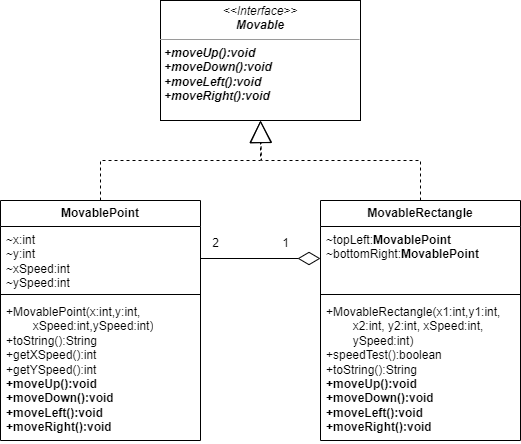 <<Interface>>
Movable
+moveUp():void
+moveDown():void
+moveLeft():void
+moveRight():void
MovablePoint
~x:int
~y:int
~xSpeed:int
~ySpeed:int
+MovablePoint(x:int,y:int,
xSpeed:int,ySpeed:int)
+toString():String
+getXSpeed():int
+getYSpeed():int
+moveUp():void
+moveDown():void
+moveLeft():void
+moveRight():void
2
1
MovableRectangle
~topLeft:MovablePoint
~bottomRight:MovablePoint
+MovableRectangle(x1:int,y1:int,
x2:int, y2:int, xSpeed:int,
ySpeed:int)
+speedTest():boolean
+toString():String
+moveUp():void
+moveDown():void
+moveLeft():void
+moveRight():void